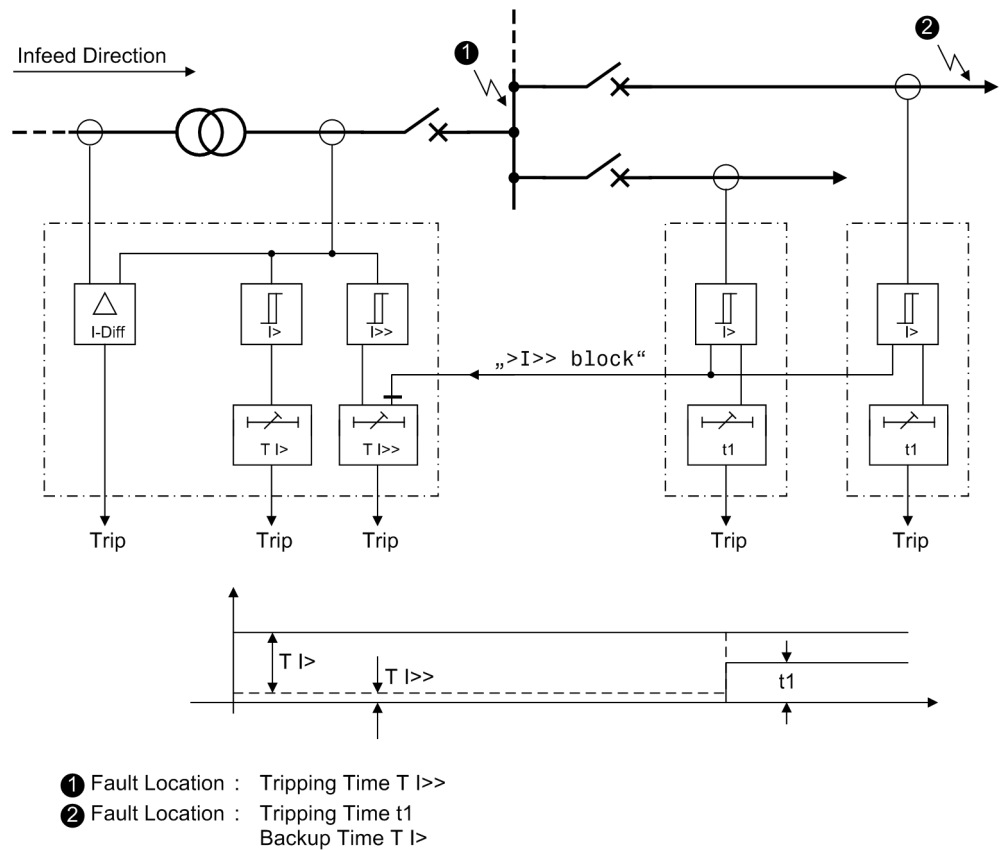 2
1
Infeed Direction
I-Diff
I>
I>>
I>
I>
„>I>> block“
T I>
T I>>
t1
t1
Trip
Trip
Trip
Trip
Trip
T I>
T I>>
t1
1 Fault Location : Tripping Time T I>>
2 Fault Location : Tripping Time t1
Backup Time T I>